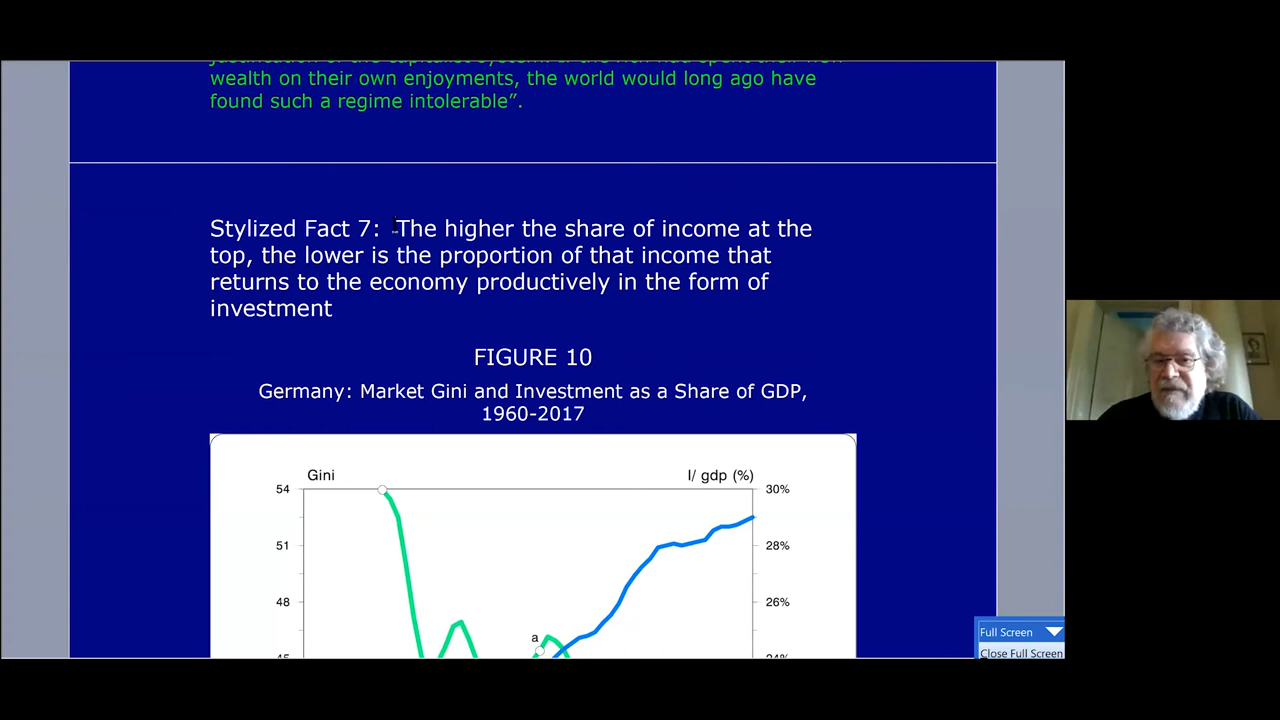 wealth on their own enjoyments, the world would long ago have
found such a regime intolerable”.
Stylized Fact 7: The higher the share of income at the
top, the lower is the proportion of that income that
returns to the economy productively in the form of
investment
FIGURE 10
Germany: Market Gini and Investment as a Share of GDP,
1960-2017
Gini
I/ gdp (%)
54
30%
51
28%
48
26%
a
45
24%
Full Screen
Close Full Screen